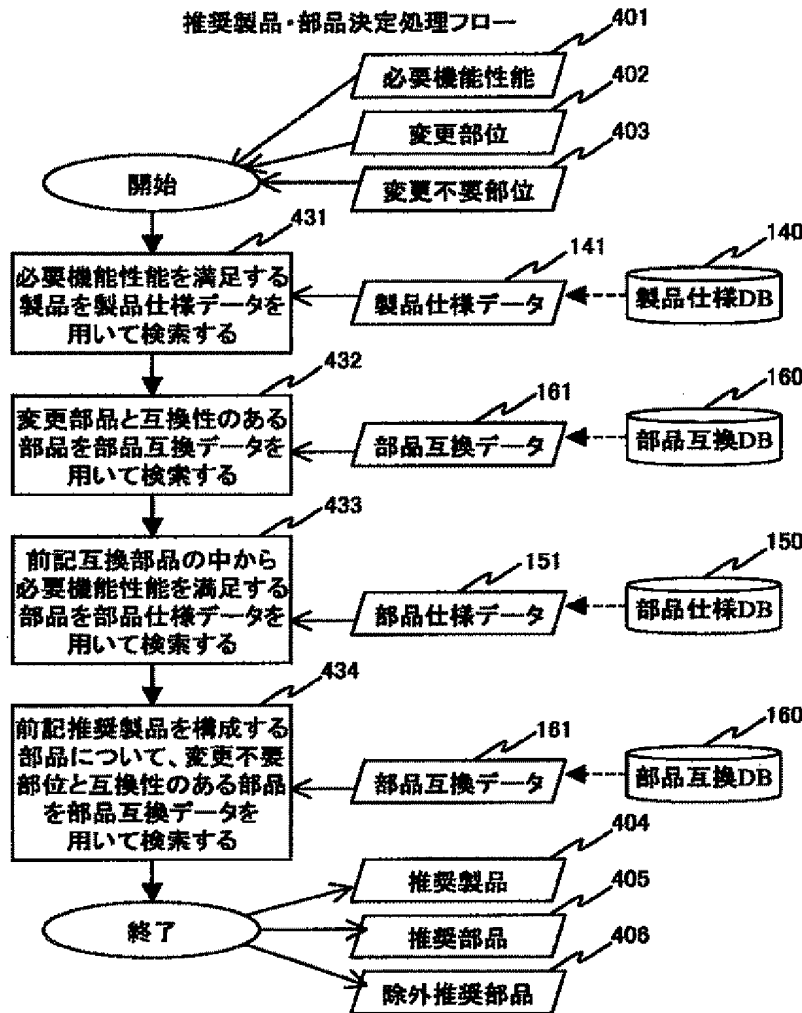 推奨製品・部品決定処理フロー
401
必要機能性能
402
変更部位
403
変更不要部位
開始
431
必要機能性能を満足する
製品を製品仕様データを
用いて検索する
141
製品仕様データ
140
製品仕様DB
432
変更部品と互換性のある
部品を部品互換データを
用いて検索する
161
部品互換データ
160
部品互換DB
433
前記互換部品の中から
必要機能性能を満足する
部品を部品仕様データを
用いて検索する
151
部品仕様データ
150
部品仕様DB
434
前記推奨製品を構成する
部品について、変更不要
部位と互換性のある部品
を部品互換データを
用いて検索する
161
部品互換データ
160
部品互換DB
404
推奨製品
405
推奨部品
406
除外推奨部品
終了